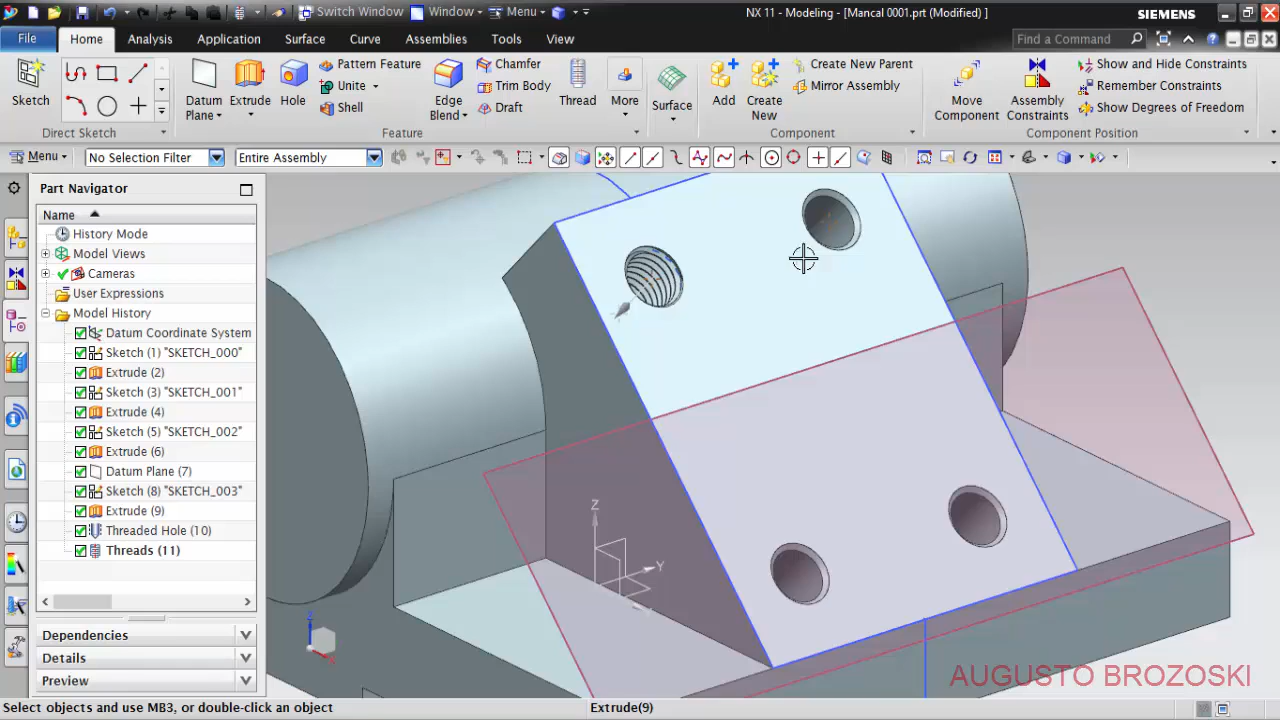 Switch Window
Window
Menu
NX 11 - Modeling - [Mancal 0001.prt (Modified) ]
SIEMENS
File
Home
Analysis
Application
Surface
Curve
Assemblies
Tools
View
Find a Command
Sketch
Direct Sketch
Datum
Plane
Extrude
Hole
Pattern Feature
Unite
Shell
Edge
Blend
Chamfer
Trim Body
Draft
Thread
More
Feature
Surface
Add
Create
New
Create New Parent
Mirror Assembly
Component
Move
Component
Assembly
Constraints
Show and Hide Constraints
Remember Constraints
Show Degrees of Freedom
Component Position
Menu
No Selection Filter
Entire Assembly
Part Navigator
Name
History Mode
Model Views
Cameras
User Expressions
Model History
Datum Coordinate System
Sketch (1) "SKETCH_000"
Extrude (2)
Sketch (3) "SKETCH_001"
Extrude (4)
Sketch (5) "SKETCH_002"
Extrude (6)
Datum Plane (7)
Sketch (8) "SKETCH_003"
Extrude (9)
Threaded Hole (10)
Threads (11)
Dependencies
Details
Preview
Z
Y
AUGUSTO BROZOSKI
Select objects and use MB3, or double-click an object
Extrude(9)